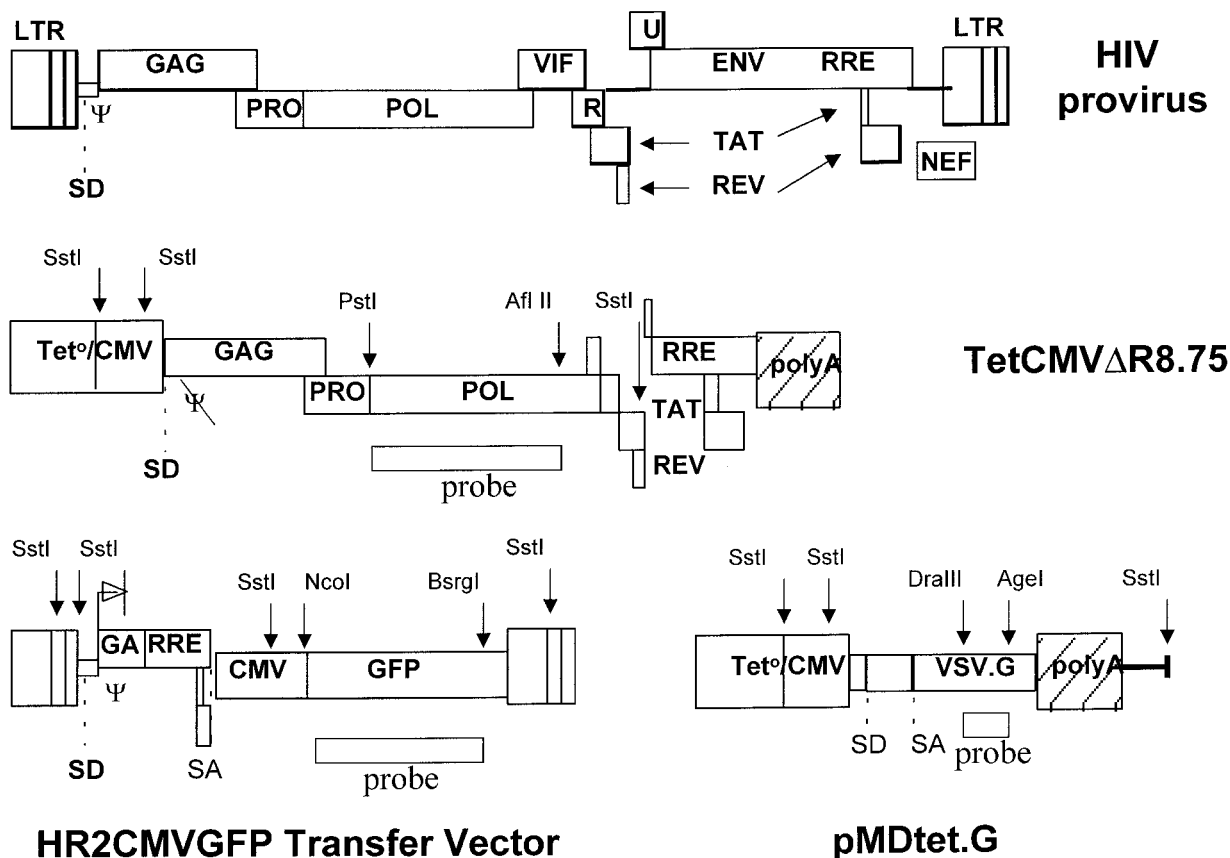 LTR
GAG
Ψ
SD
PRO
POL
VIF
R
U
ENV
RRE
TAT
REV
LTR
NEF
HIV
provirus
SstI
SstI
PstI
Afl II
SstI
Tetº/CMV
GAG
Ψ
SD
PRO
POL
probe
TAT
REV
RRE
polyA
TetCMVΔR8.75
SstI
SstI
SstI
NcoI
BsrgI
SstI
GA
RRE
CMV
GFP
Ψ
SD
SA
probe
HR2CMVGFP Transfer Vector
SstI
SstI
DraIII
AgeI
SstI
Tetº/CMV
VSV.G
polyA
SD
SA
probe
pMDtet.G